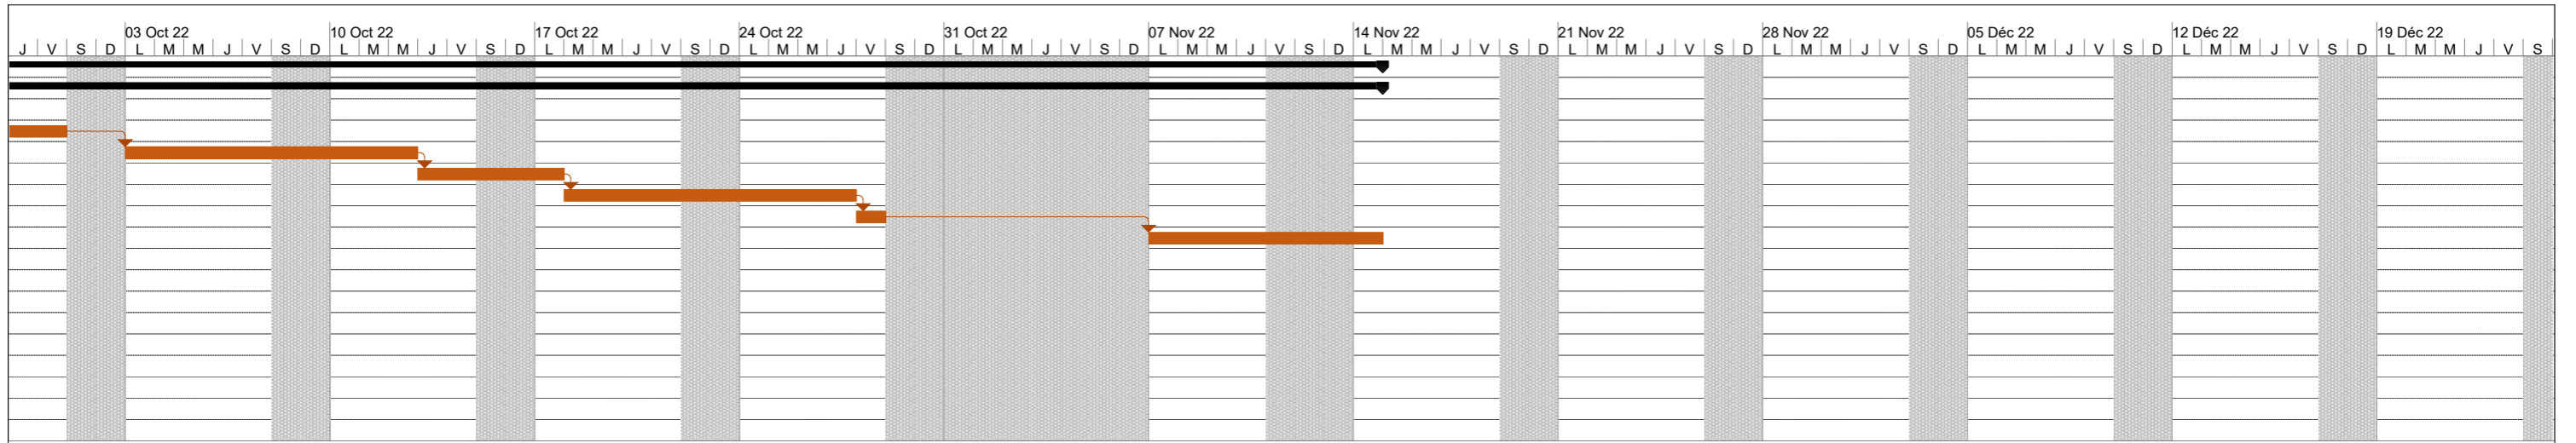 03 Oct 22 10 Oct 22 17 Oct 22 24 Oct 22 31 Oct 22 07 Nov 22 14 Nov 22 21 Nov 22 28 Nov 22 05 Déc 22 12 Déc 22 19 Déc 22
J V S D L M M J V S D L M M J V S D L M M J V S D L M M J V S D L M M J V S D L M M J V S D L M M J V S D L M M J V S D L M M J V S D L M M J V S D L M M J V S D L M M J V S